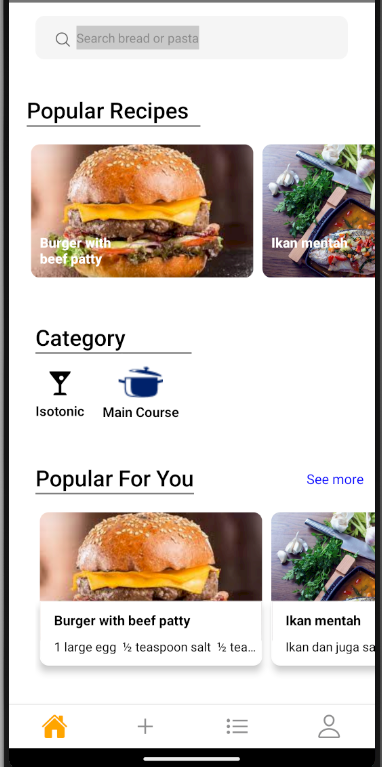 Search bread or pasta
Popular Recipes
Burger with
beef patty
Ikan mentah
Category
Isotonic
Main Course
Popular For You
See more
Burger with beef patty
Ikan mentah
1 large egg ½ teaspoon salt ½ tea...
Ikan dan juga sa